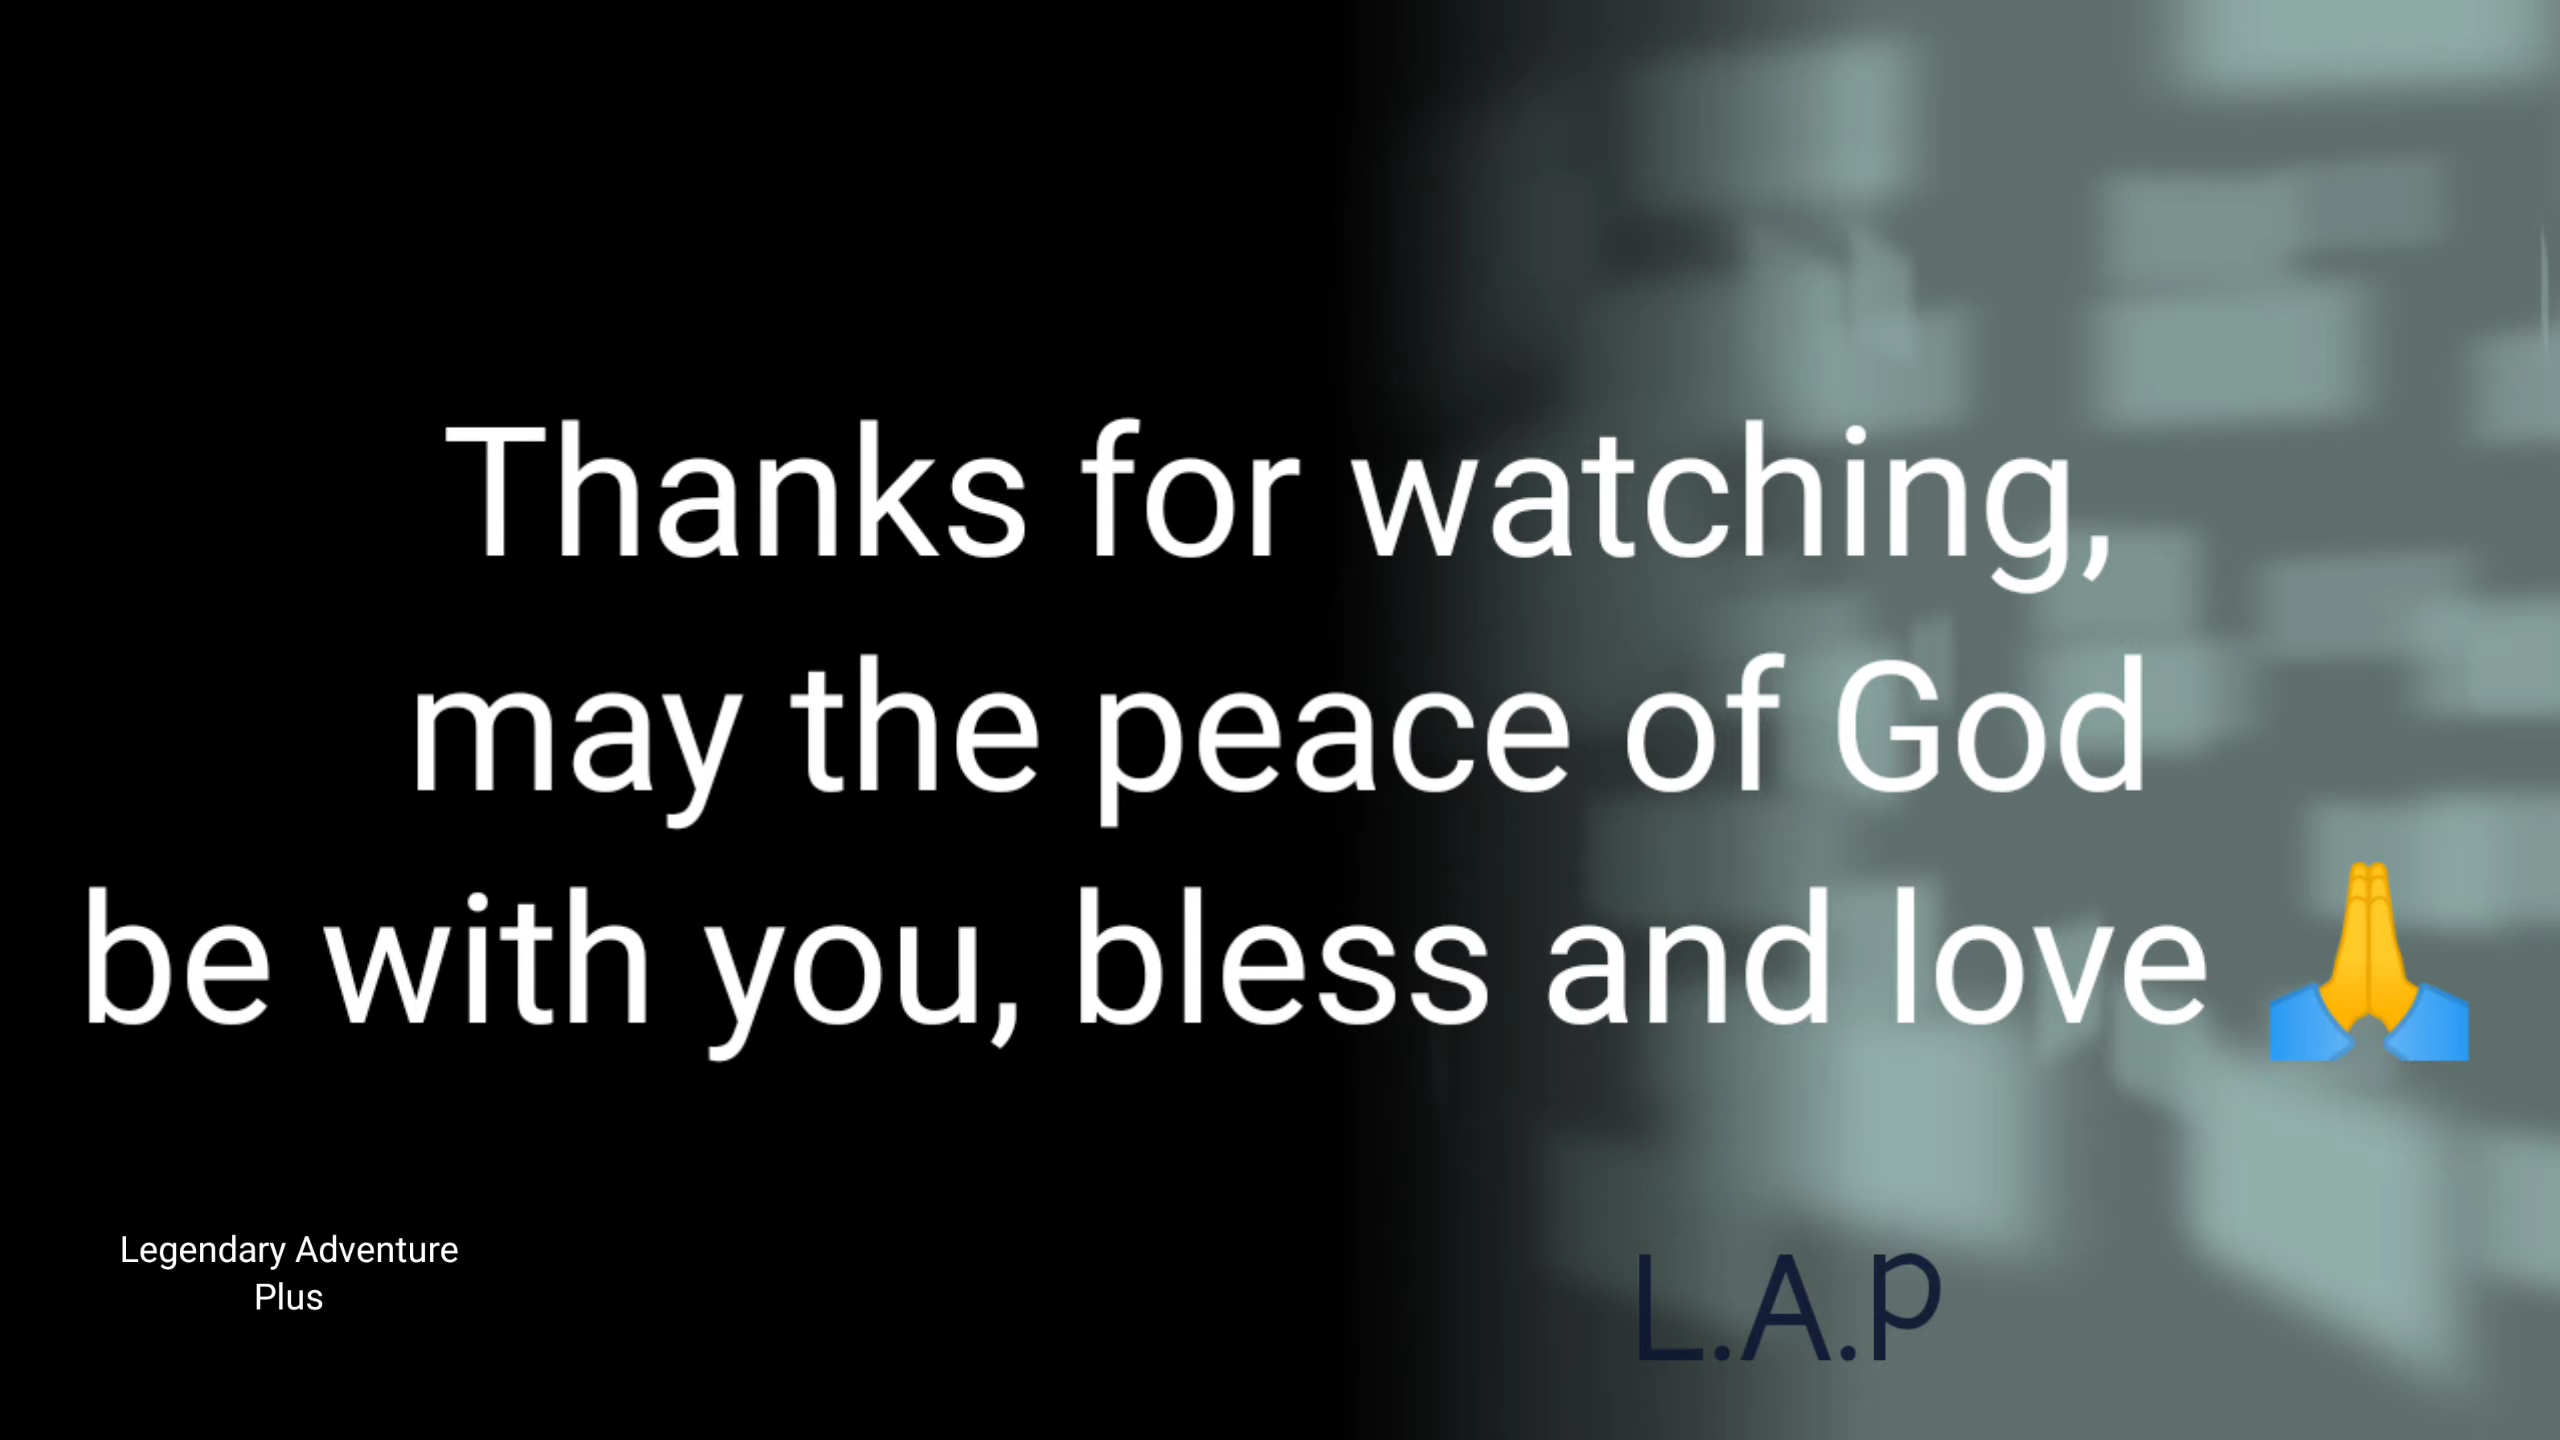 Thanks for watching,
may the peace of God
be with you, bless and love 🙏
Legendary Adventure
Plus
L.A.P